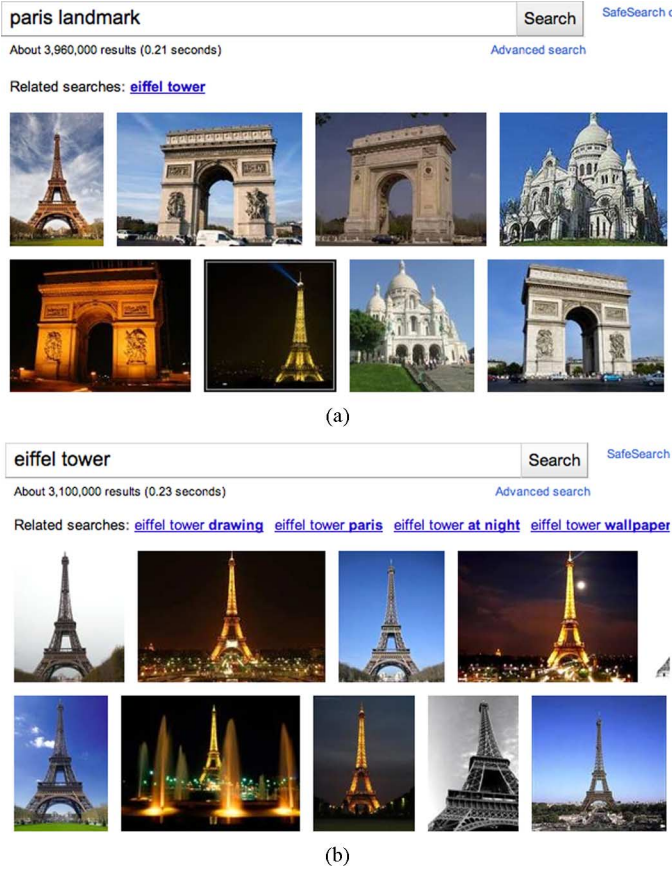 paris landmark Search SafeSearch
About 3,960,000 results (0.21 seconds) Advanced search
Related searches: eiffel tower
(a)
eiffel tower Search SafeSearch
About 3,100,000 results (0.23 seconds) Advanced search
Related searches: eiffel tower drawing eiffel tower paris eiffel tower at night eiffel tower wallpaper
(b)